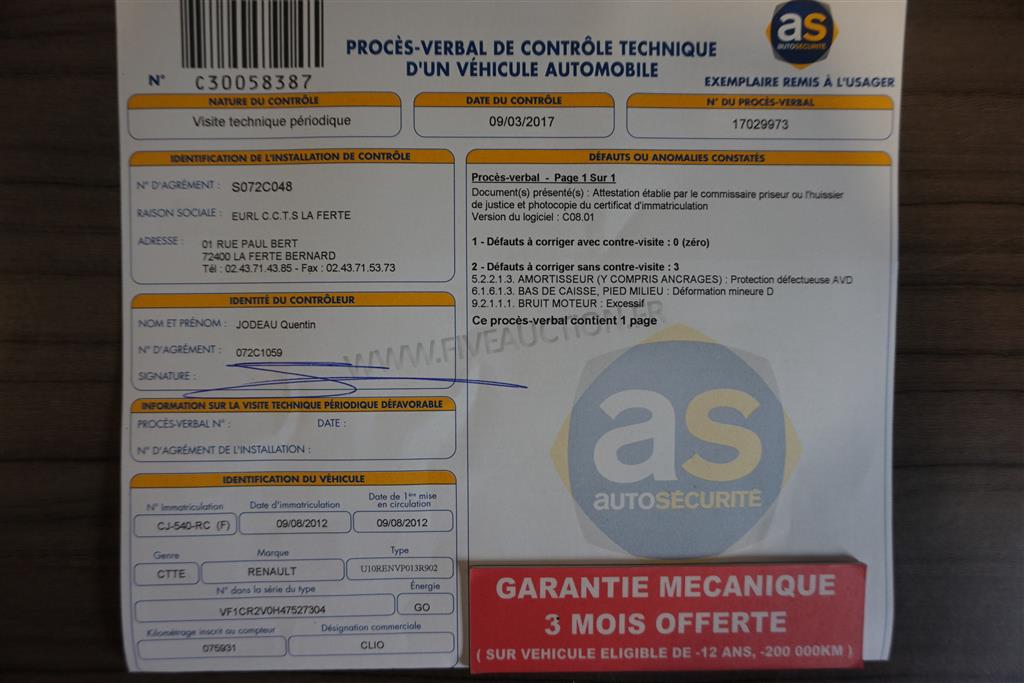 PROCÈS-VERBAL DE CONTRÔLE TECHNIQUE
D'UN VÉHICULE AUTOMOBILE
as
AUTOSÉCURITÉ
N° C30058387
EXEMPLAIRE REMIS À L'USAGER
NATURE DU CONTRÔLE
Visite technique périodique
DATE DU CONTRÔLE
09/03/2017
N° DU PROCÈS-VERBAL
17029973
IDENTIFICATION DE L'INSTALLATION DE CONTRÔLE
N° D'AGRÉMENT : S072C048
RAISON SOCIALE : EURL C.C.T.S LA FERTE
ADRESSE : 01 RUE PAUL BERT
72400 LA FERTE BERNARD
Tél : 02.43.71.43.85 - Fax : 02.43.71.53.73
IDENTITÉ DU CONTRÔLEUR
NOM ET PRÉNOM : JODEAU Quentin
N° D'AGRÉMENT : 072C1059
SIGNATURE :
INFORMATION SUR LA VISITE TECHNIQUE PÉRIODIQUE DÉFAVORABLE
PROCÈS-VERBAL N° : DATE :
N° D'AGRÉMENT DE L'INSTALLATION :
IDENTIFICATION DU VÉHICULE
N° Immatriculation Date d'immatriculation Date de 1ère mise
en circulation
CJ-540-RC (F) 09/08/2012 09/08/2012
Genre Marque Type
CTTE RENAULT U10RENVP013R902
N° dans la série du type Énergie
VF1CR2V0H47527304 GO
Kilométrage inscrit au compteur Désignation commerciale
075931 CLIO
DÉFAUTS OU ANOMALIES CONSTATÉS
Procès-verbal - Page 1 Sur 1
Document(s) présenté(s) : Attestation établie par le commissaire priseur ou l'huissier
de justice et photocopie du certificat d'immatriculation
Version du logiciel : C08.01
1 - Défauts à corriger avec contre-visite : 0 (zéro)
2 - Défauts à corriger sans contre-visite : 3
5.2.2.1.3. AMORTISSEUR (Y COMPRIS ANCRAGES) : Protection défectueuse AVD
6.1.6.1.3. BAS DE CAISSE, PIED MILIEU : Déformation mineure D
9.2.1.1.1. BRUIT MOTEUR : Excessif
Ce procès-verbal contient 1 page
WWW.FIVEAUCTION.FR
as
AUTOSÉCURITÉ
GARANTIE MECANIQUE
3 MOIS OFFERTE
( SUR VEHICULE ELIGIBLE DE -12 ANS, -200 000KM )